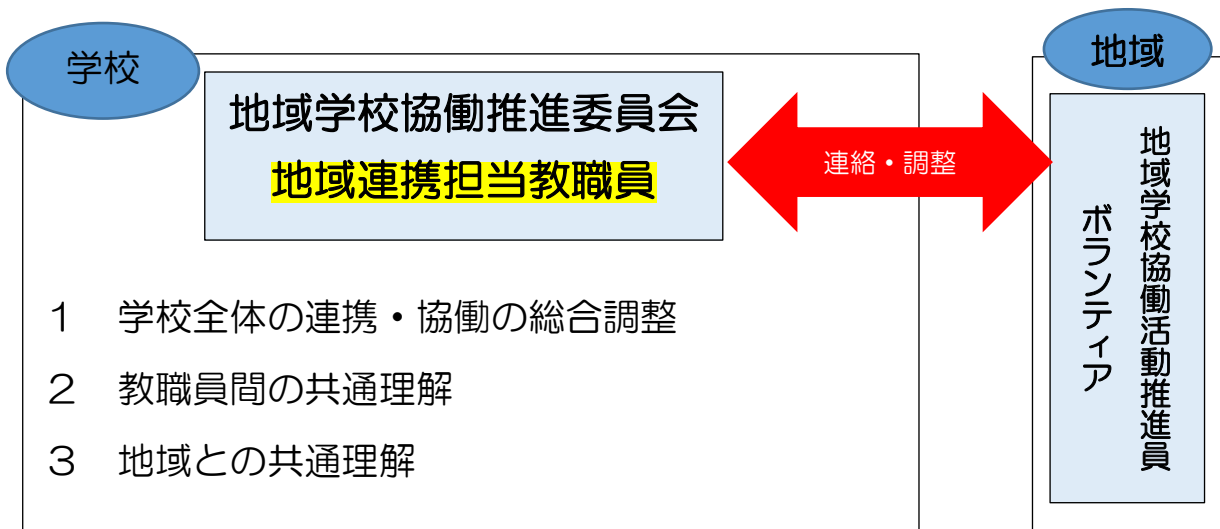 学校
地域学校協働推進委員会
地域連携担当教職員
連絡・調整
地域
地域学校協働活動推進員
ボランティア
１　学校全体の連携・協働の総合調整
２　教職員間の共通理解
３　地域との共通理解